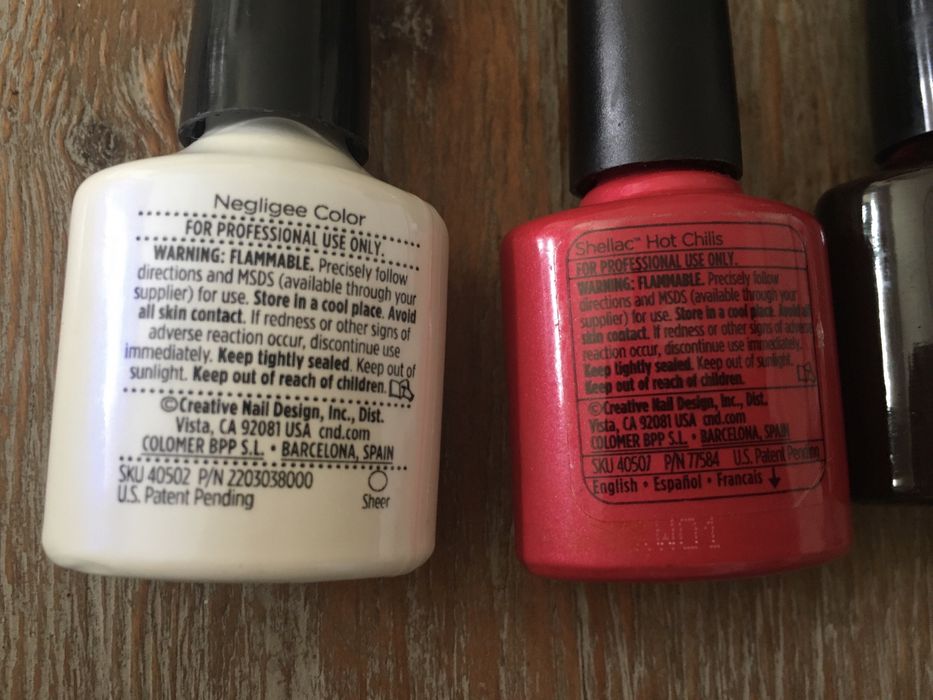 Negligee Color
FOR PROFESSIONAL USE ONLY.
WARNING: FLAMMABLE. Precisely follow
directions and MSDS (available through your
supplier) for use. Store in a cool place. Avoid
all skin contact. If redness or other signs of
adverse reaction occur, discontinue use
immediately. Keep tightly sealed. Keep out of
sunlight. Keep out of reach of children.
©Creative Nail Design, Inc., Dist.
Vista, CA 92081 USA cnd.com
COLOMER BPP S.L. • BARCELONA, SPAIN
SKU 40502 P/N 2203038000
U.S. Patent Pending
Sheer
Shellac™ Hot Chilis
FOR PROFESSIONAL USE ONLY.
WARNING: FLAMMABLE. Precisely follow
directions and MSDS (available through your
supplier) for use. Store in a cool place. Avoid all
skin contact. If redness or other signs of adverse
reaction occur, discontinue use immediately.
Keep tightly sealed. Keep out of sunlight.
Keep out of reach of children.
©Creative Nail Design, Inc., Dist.
Vista, CA 92081 USA cnd.com
COLOMER BPP S.L. • BARCELONA, SPAIN
SKU 40507 P/N 77584 U.S. Patent Pending
English • Español • Francais